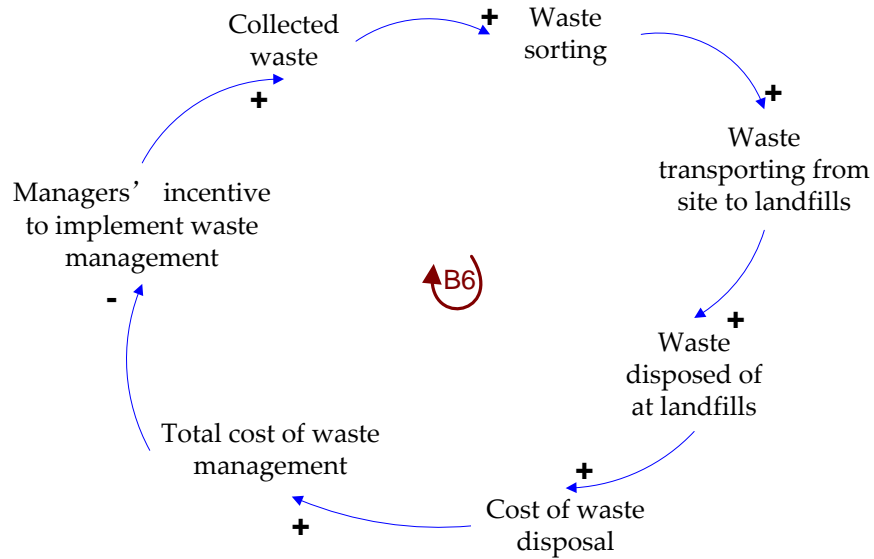 Collected
waste
+
+
Waste
sorting
+
Waste
transporting from
site to landfills
+
Waste
disposed of
at landfills
+
Cost of waste
disposal
+
Total cost of waste
management
-
Managers’ incentive
to implement waste
management
B6